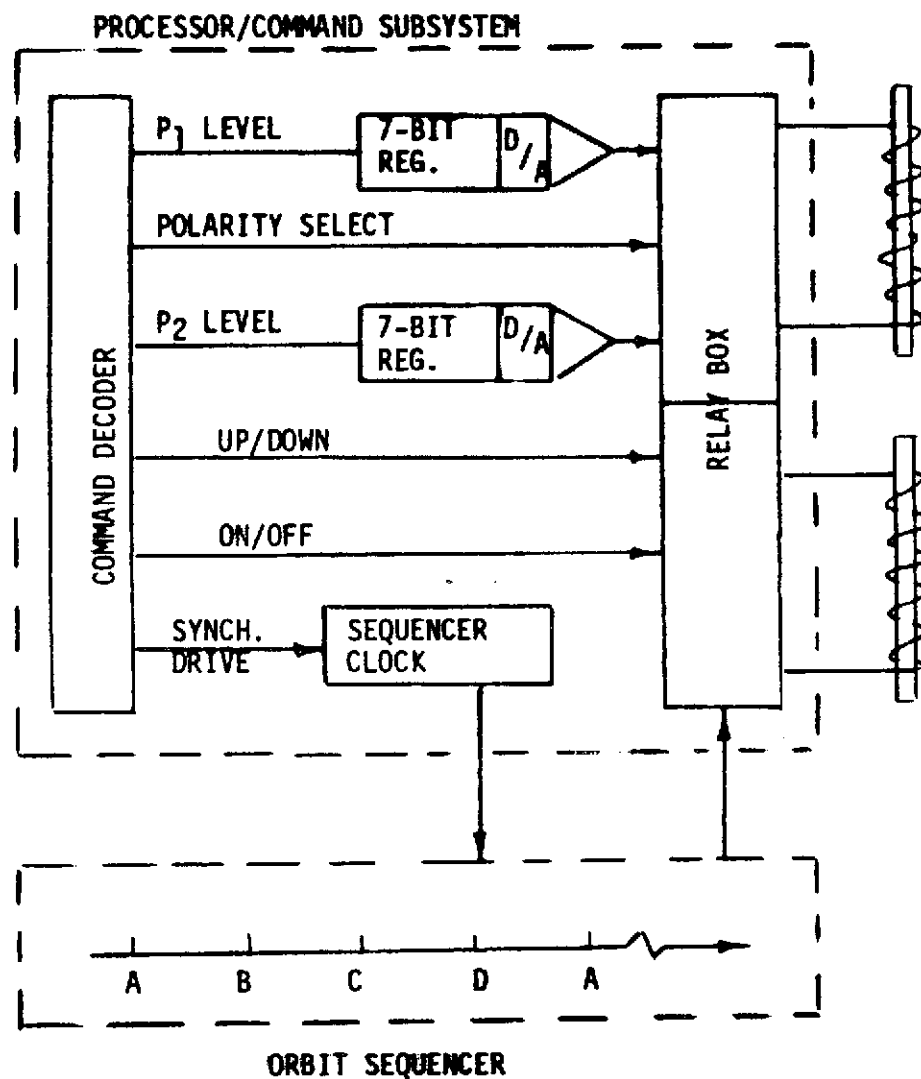 PROCESSOR/COMMAND SUBSYSTEM
P1 LEVEL
7-BIT
REG.
D/A
POLARITY SELECT
P2 LEVEL
7-BIT
REG.
D/A
COMMAND DECODER
RELAY BOX
UP/DOWN
ON/OFF
SYNCH.
DRIVE
SEQUENCER
CLOCK
A B C D A
ORBIT SEQUENCER